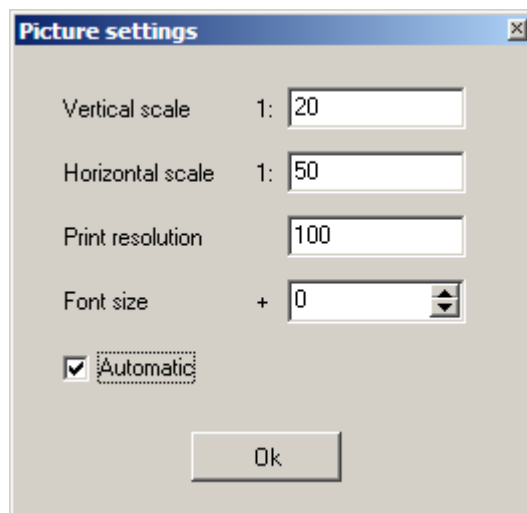 Picture settings
Vertical scale 1: 20
Horizontal scale 1: 50
Print resolution 100
Font size + 0
Automatic
Ok